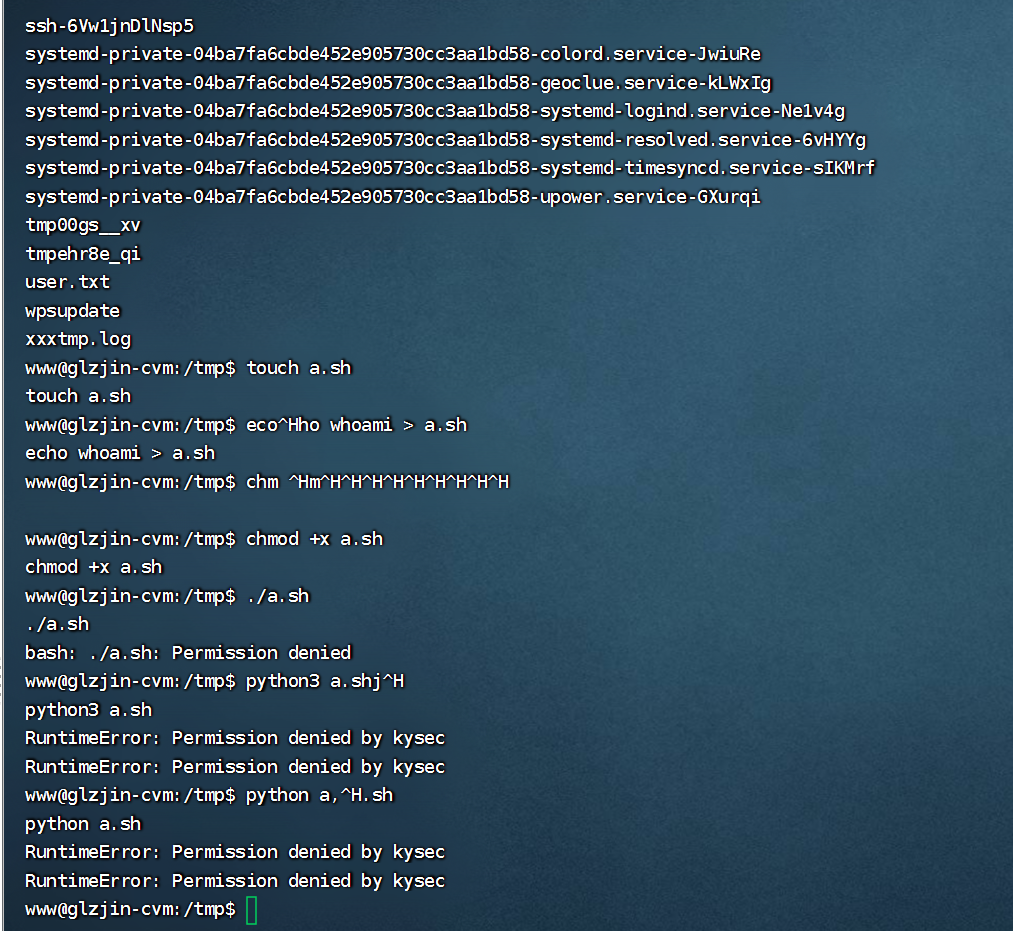 ssh-6Vw1jnDlNsp5
systemd-private-04ba7fa6cbde452e905730cc3aa1bd58-colord.service-JwiuRe
systemd-private-04ba7fa6cbde452e905730cc3aa1bd58-geoclue.service-kLWxIg
systemd-private-04ba7fa6cbde452e905730cc3aa1bd58-systemd-logind.service-Ne1v4g
systemd-private-04ba7fa6cbde452e905730cc3aa1bd58-systemd-resolved.service-6vHYYg
systemd-private-04ba7fa6cbde452e905730cc3aa1bd58-systemd-timesyncd.service-sIKMrf
systemd-private-04ba7fa6cbde452e905730cc3aa1bd58-upower.service-GXurqi
tmp00gs__xv
tmpehr8e_qi
user.txt
wpsupdate
xxxtmp.log
www@glzjin-cvm:/tmp$ touch a.sh
touch a.sh
www@glzjin-cvm:/tmp$ eco^Hho whoami > a.sh
echo whoami > a.sh
www@glzjin-cvm:/tmp$ chm ^Hm^H^H^H^H^H^H^H^H^H
www@glzjin-cvm:/tmp$ chmod +x a.sh
chmod +x a.sh
www@glzjin-cvm:/tmp$ ./a.sh
./a.sh
bash: ./a.sh: Permission denied
www@glzjin-cvm:/tmp$ python3 a.shj^H
python3 a.sh
RuntimeError: Permission denied by kysec
RuntimeError: Permission denied by kysec
www@glzjin-cvm:/tmp$ python a,^H.sh
python a.sh
RuntimeError: Permission denied by kysec
RuntimeError: Permission denied by kysec
www@glzjin-cvm:/tmp$